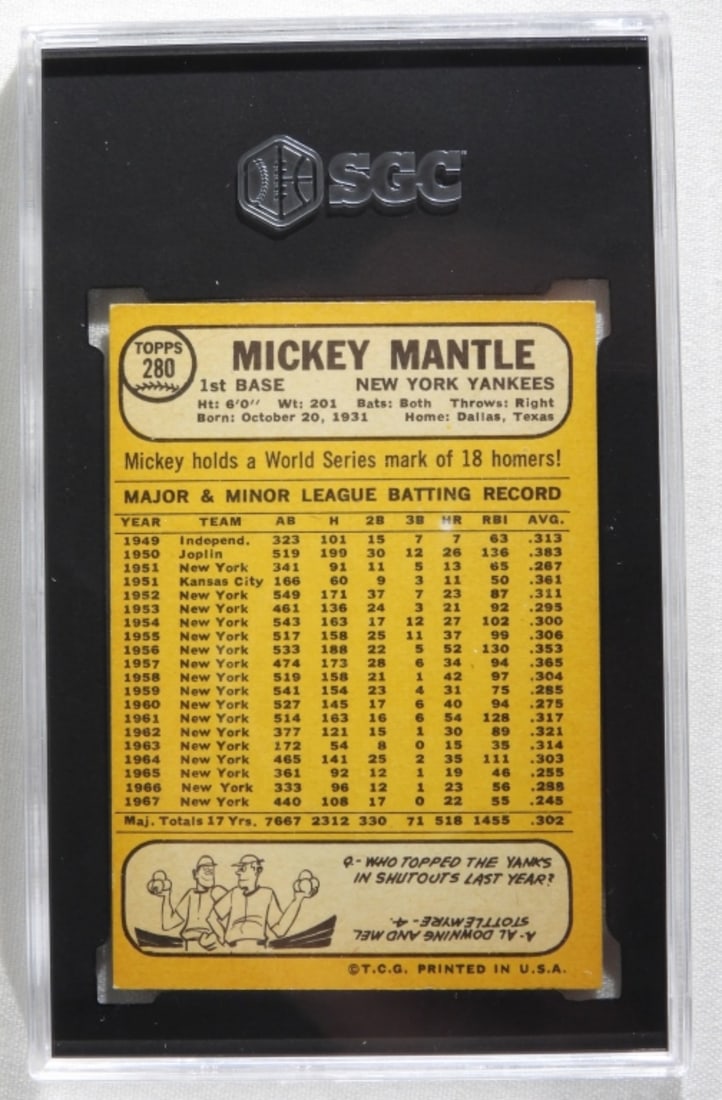 SGC
TOPPS
280
MICKEY MANTLE
1st BASE NEW YORK YANKEES
Ht: 6'0" Wt: 201 Bats: Both Throws: Right
Born: October 20, 1931 Home: Dallas, Texas
Mickey holds a World Series mark of 18 homers!
MAJOR & MINOR LEAGUE BATTING RECORD
YEAR TEAM AB H 2B 3B HR RBI AVG.
1949 Independ. 323 101 15 7 7 63 .313
1950 Joplin 519 199 30 12 26 136 .383
1951 New York 341 91 11 5 13 65 .267
1951 Kansas City 166 60 9 3 11 50 .361
1952 New York 549 171 37 7 23 87 .311
1953 New York 461 136 24 3 21 92 .295
1954 New York 543 163 17 12 27 102 .300
1955 New York 517 158 25 11 37 99 .306
1956 New York 533 188 22 5 52 130 .353
1957 New York 474 173 28 6 34 94 .365
1958 New York 519 158 21 1 42 97 .304
1959 New York 541 154 23 4 31 75 .285
1960 New York 527 145 17 6 40 94 .275
1961 New York 514 163 16 6 54 128 .317
1962 New York 377 121 15 1 30 89 .321
1963 New York 172 54 8 0 15 35 .314
1964 New York 465 141 25 2 35 111 .303
1965 New York 361 92 12 1 19 46 .255
1966 New York 333 96 12 1 23 56 .288
1967 New York 440 108 17 0 22 55 .245
Maj. Totals 17 Yrs. 7667 2312 330 71 518 1455 .302
Q.- WHO TOPPED THE YANKS
IN SHUTOUTS LAST YEAR?
A.- AL DOWNING AND MEL
STOTTLEMYRE - 4.
©T.C.G. PRINTED IN U.S.A.